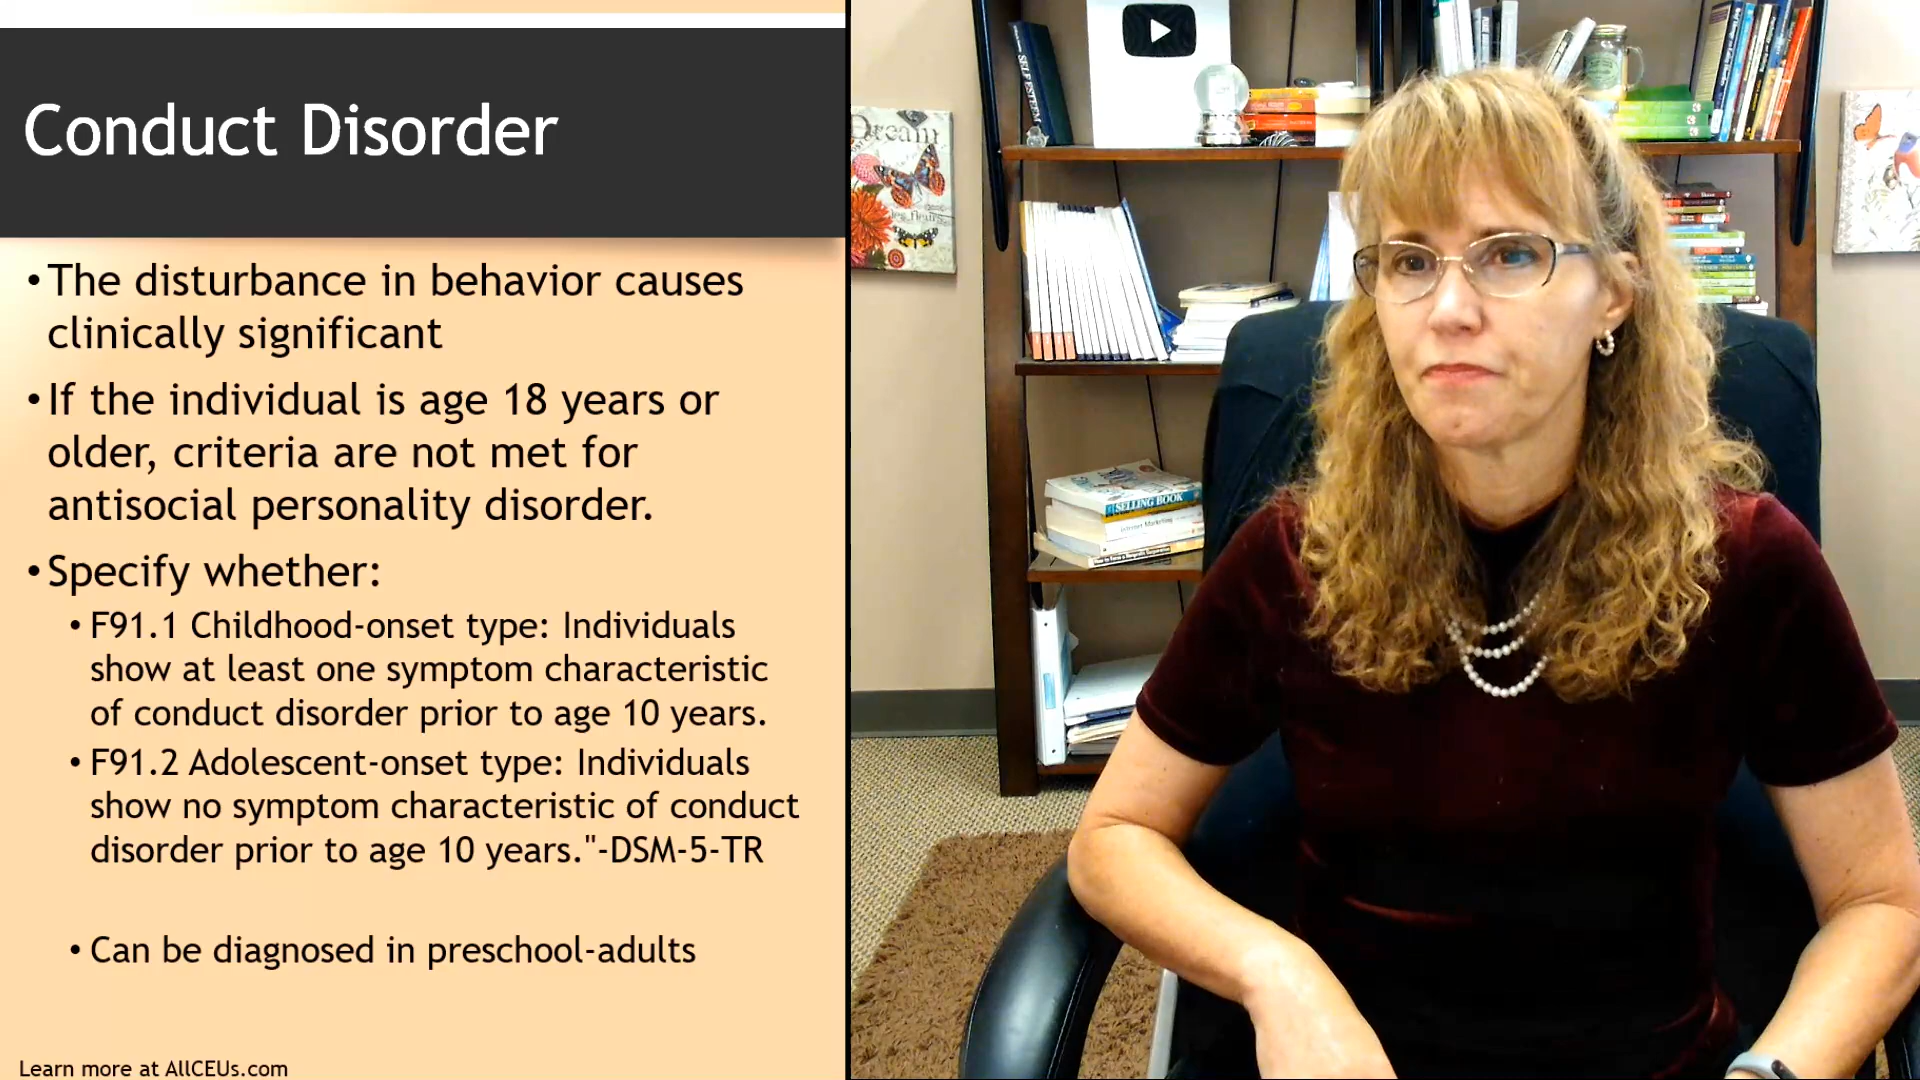 Conduct Disorder
•The disturbance in behavior causes
clinically significant
•If the individual is age 18 years or
older, criteria are not met for
antisocial personality disorder.
•Specify whether:
• F91.1 Childhood-onset type: Individuals
show at least one symptom characteristic
of conduct disorder prior to age 10 years.
• F91.2 Adolescent-onset type: Individuals
show no symptom characteristic of conduct
disorder prior to age 10 years."-DSM-5-TR
• Can be diagnosed in preschool-adults
Learn more at AllCEUs.com
Dream
les fleurs
SELF ESTEEM
SELLING BOOK
Internet Marketing